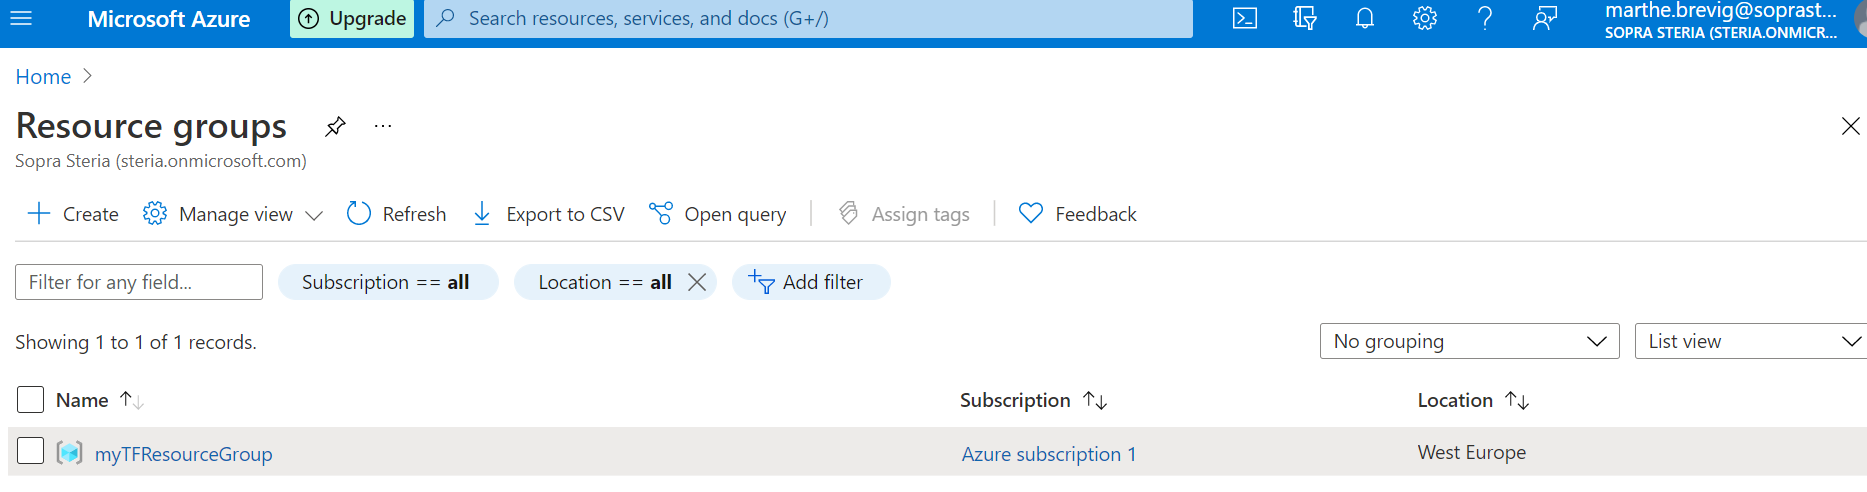 Microsoft Azure Upgrade Search resources, services, and docs (G+/) marthe.brevig@soprast...
SOPRA STERIA (STERIA.ONMICR...
Home
Resource groups ...
Sopra Steria (steria.onmicrosoft.com)
Create Manage view Refresh Export to CSV Open query Assign tags Feedback
Filter for any field... Subscription == all Location == all Add filter
Showing 1 to 1 of 1 records. No grouping List view
Name Subscription Location
myTFResourceGroup Azure subscription 1 West Europe